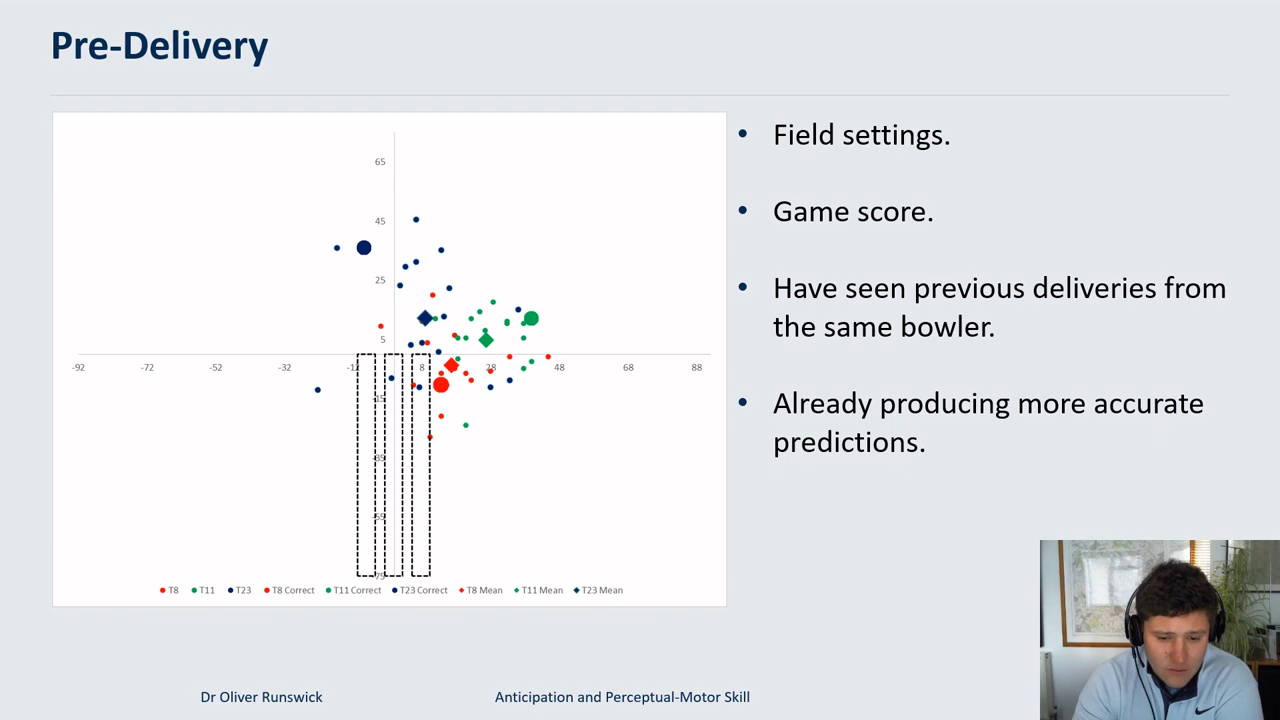 Pre-Delivery
65
45
25
5
-92
-72
-52
-32
8
28
48
68
88
-35
-75
T8
T11
T23
T8 Correct
T11 Correct
T23 Correct
T8 Mean
T11 Mean
T23 Mean
• Field settings.
• Game score.
• Have seen previous deliveries from
the same bowler.
• Already producing more accurate
predictions.
Dr Oliver Runswick
Anticipation and Perceptual-Motor Skill